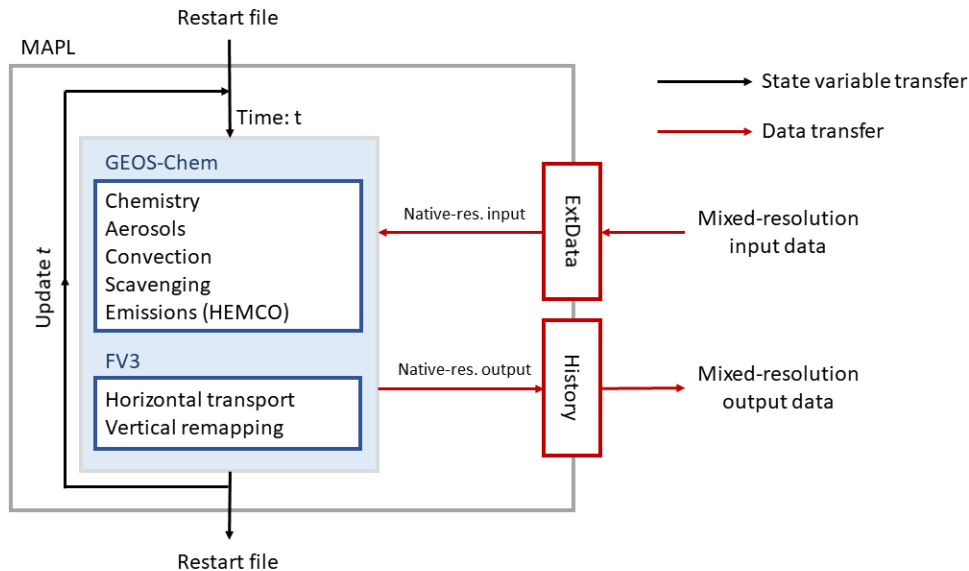 Restart file
MAPL
State variable transfer
Time: t
Data transfer
GEOS-Chem
Chemistry
Aerosols
Convection
Scavenging
Emissions (HEMCO)
Native-res. input
ExtData
Mixed-resolution
input data
Update t
FV3
Horizontal transport
Vertical remapping
Native-res. output
History
Mixed-resolution
output data
Restart file